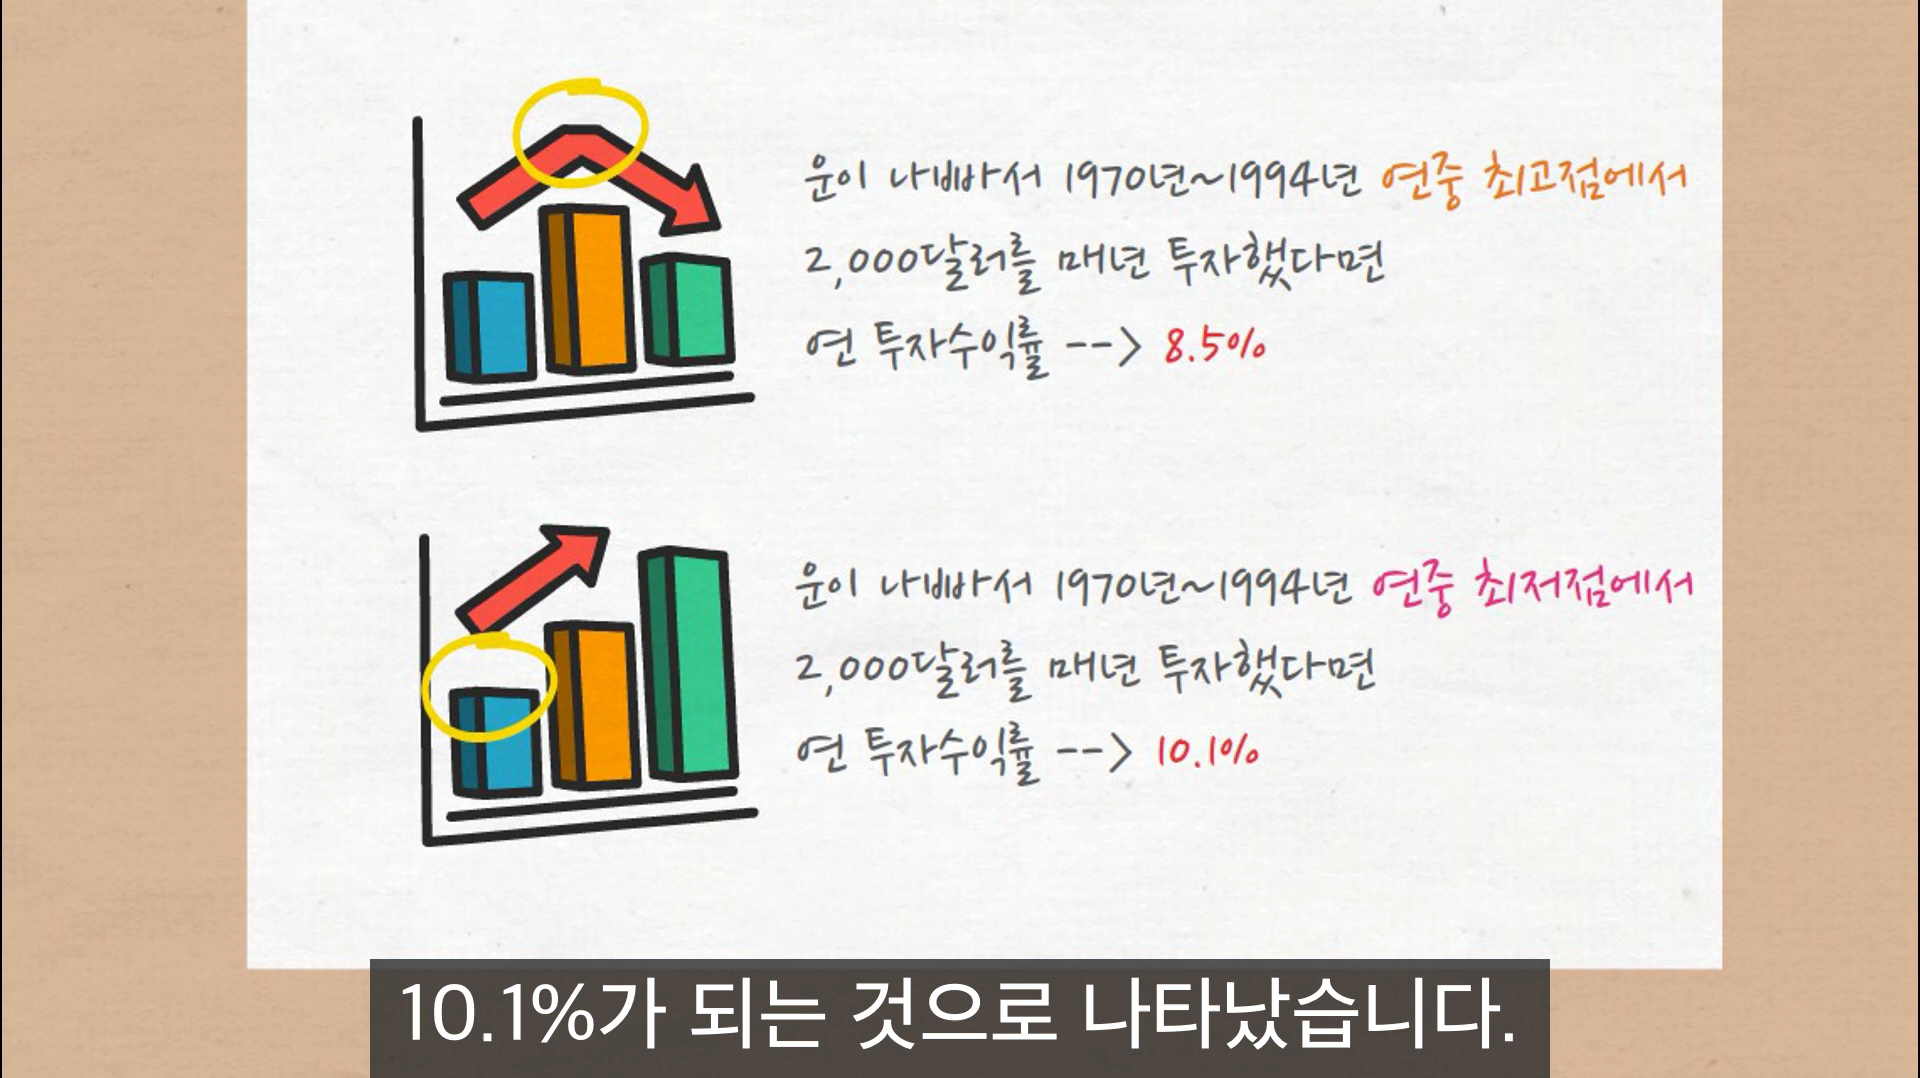 운이 나빠서 1970년~1994년 연중 최고점에서
2,000달러를 매년 투자했다면
연 투자수익률 --> 8.5%
운이 나빠서 1970년~1994년 연중 최저점에서
2,000달러를 매년 투자했다면
연 투자수익률 --> 10.1%
10.1%가 되는 것으로 나타났습니다.